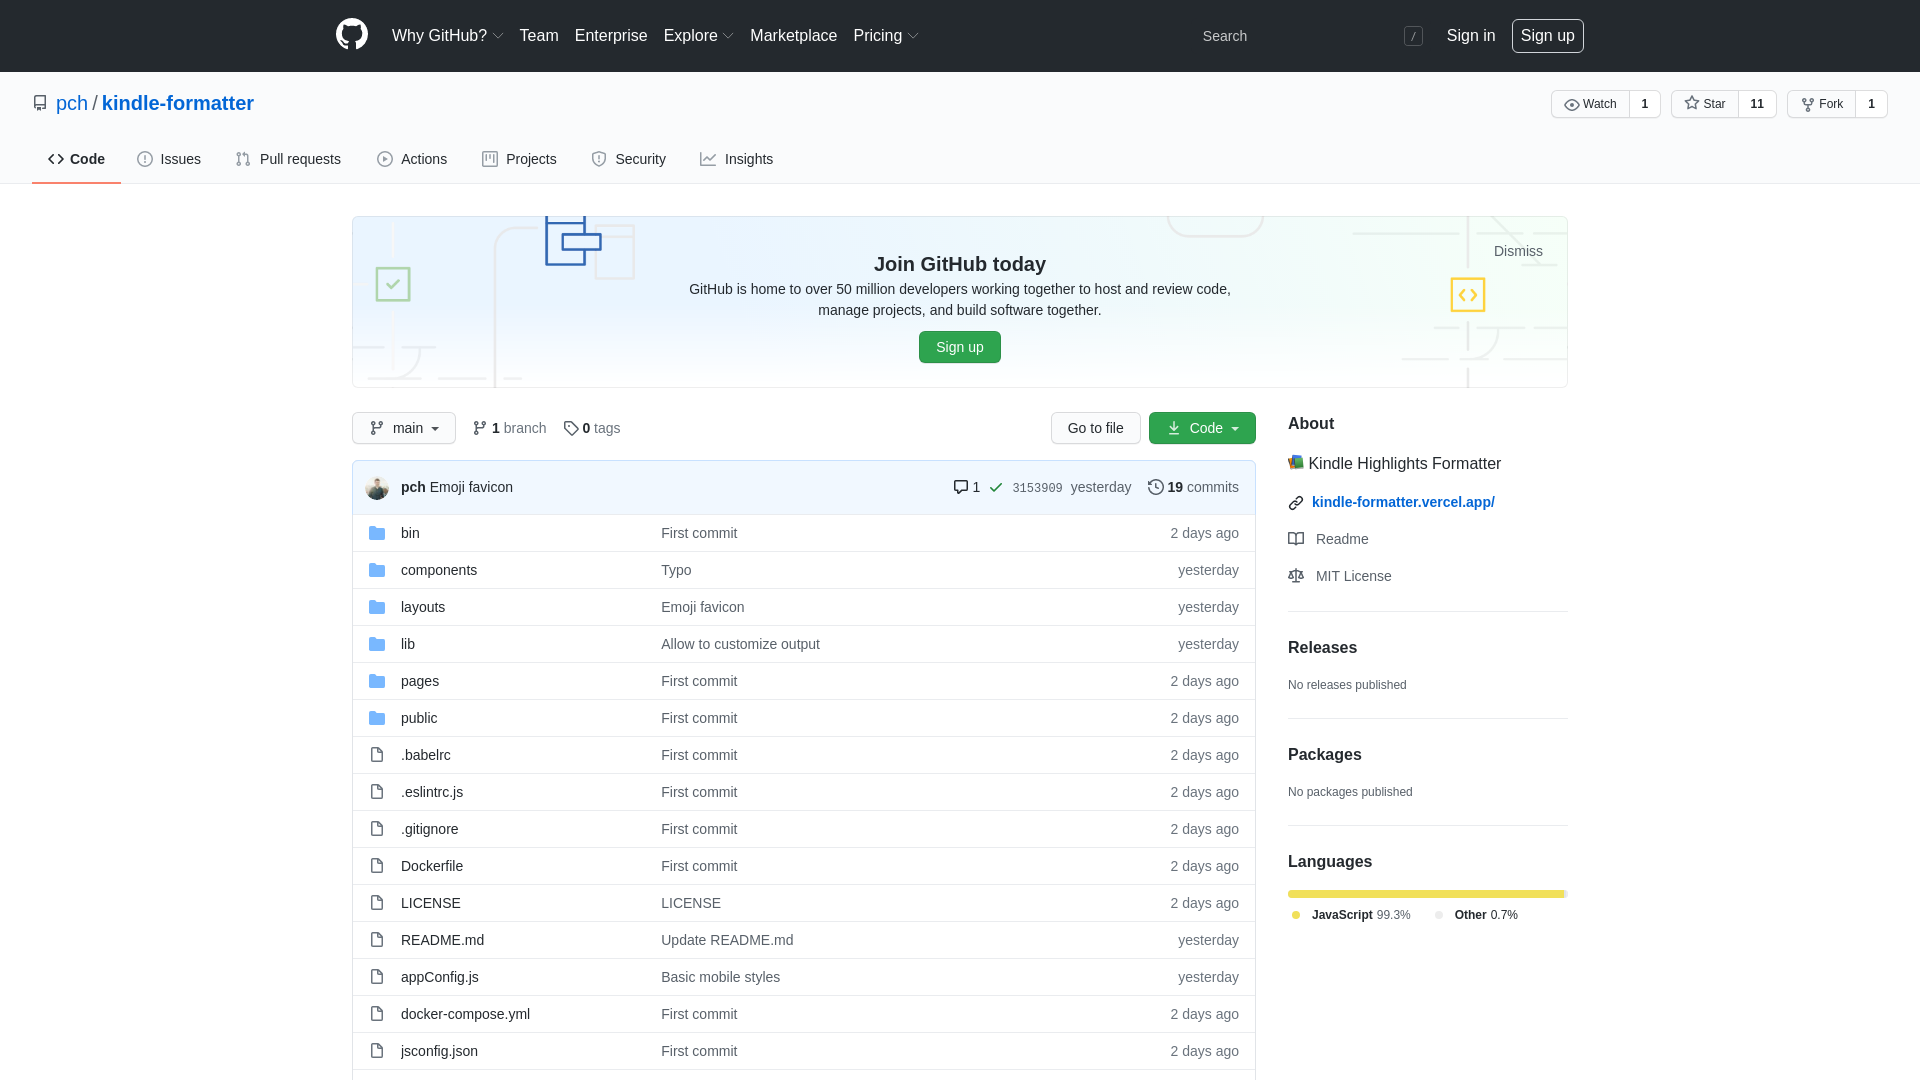 Why GitHub? Team Enterprise Explore Marketplace Pricing Search / Sign in Sign up
pch / kindle-formatter Watch 1 Star 11 Fork 1
Code Issues Pull requests Actions Projects Security Insights
Dismiss
Join GitHub today
GitHub is home to over 50 million developers working together to host and review code,
manage projects, and build software together.
Sign up
main 1 branch 0 tags Go to file Code
pch Emoji favicon 1 3153909 yesterday 19 commits
bin First commit 2 days ago
components Typo yesterday
layouts Emoji favicon yesterday
lib Allow to customize output yesterday
pages First commit 2 days ago
public First commit 2 days ago
.babelrc First commit 2 days ago
.eslintrc.js First commit 2 days ago
.gitignore First commit 2 days ago
Dockerfile First commit 2 days ago
LICENSE LICENSE 2 days ago
README.md Update README.md yesterday
appConfig.js Basic mobile styles yesterday
docker-compose.yml First commit 2 days ago
jsconfig.json First commit 2 days ago
About
Kindle Highlights Formatter
kindle-formatter.vercel.app/
Readme
MIT License
Releases
No releases published
Packages
No packages published
Languages
JavaScript 99.3% Other 0.7%